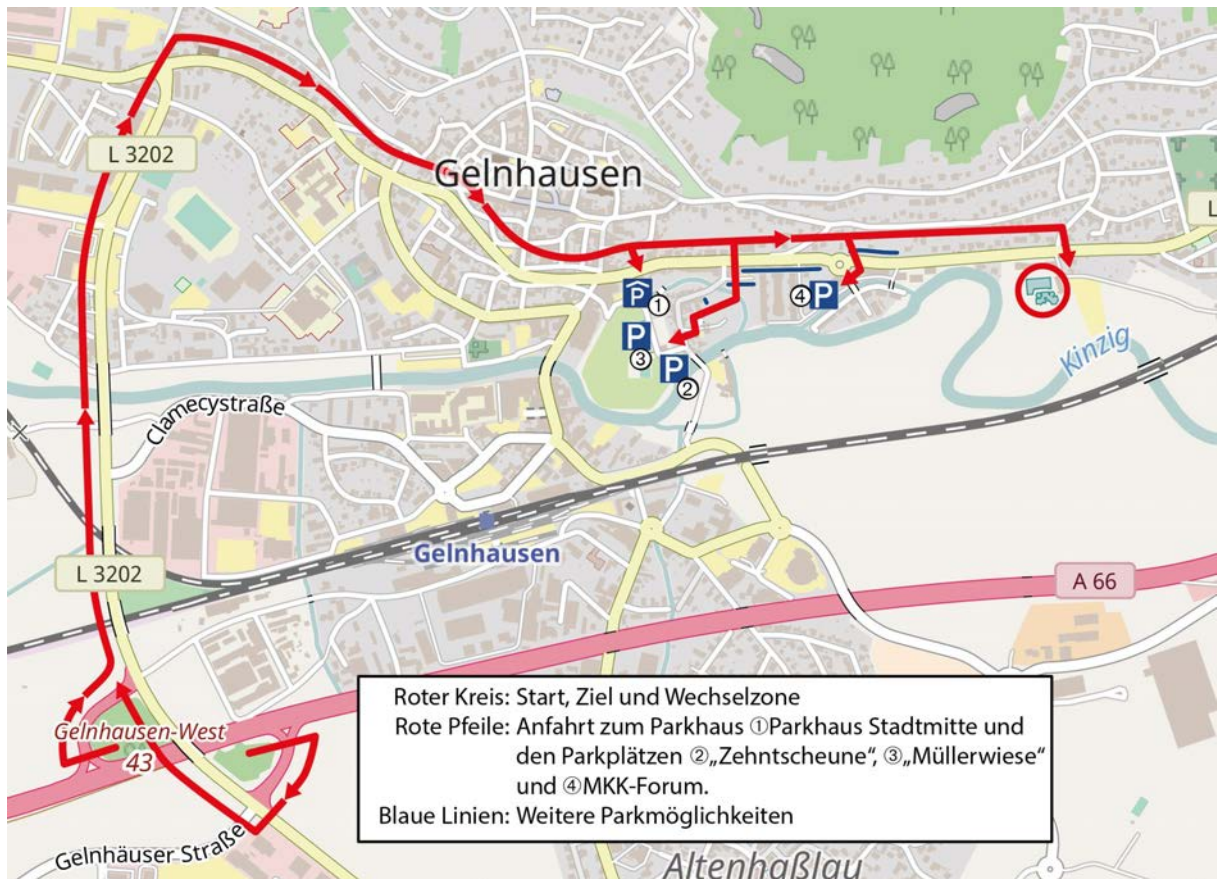 L 3202
Gelnhausen
L
P
①
④ P
P
③
P
②
Kinzig
Clamecystraße
L 3202
Gelnhausen
A 66
Gelnhausen-West
43
Gelnhäuser Straße
Roter Kreis: Start, Ziel und Wechselzone
Rote Pfeile: Anfahrt zum Parkhaus ①Parkhaus Stadtmitte und
den Parkplätzen ②„Zehntscheune“, ③„Müllerwiese“
und ④MKK-Forum.
Blaue Linien: Weitere Parkmöglichkeiten
Altenhaßlau